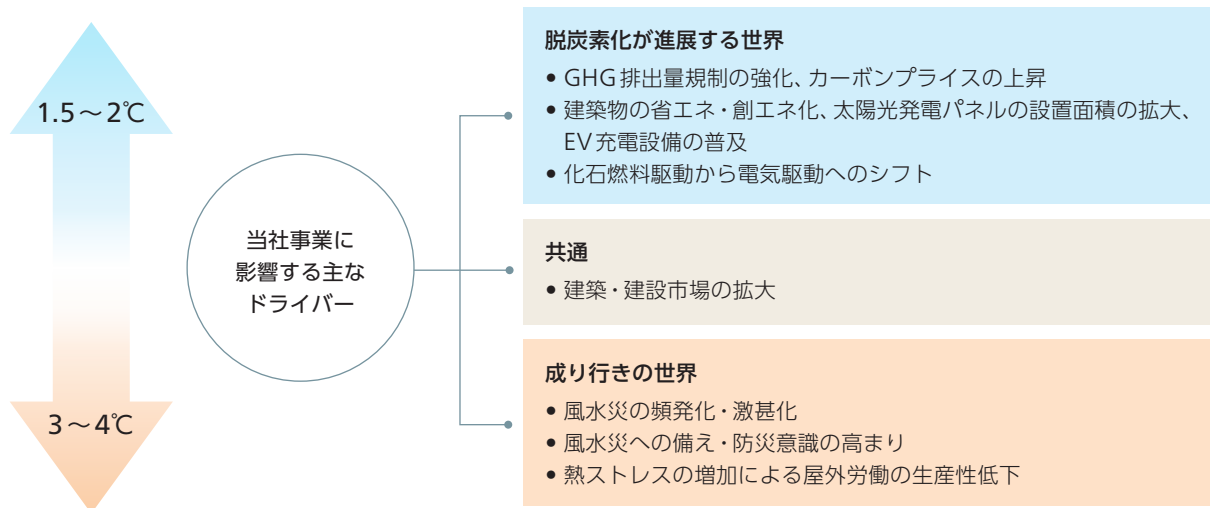 1.5～2℃
3～4℃
当社事業に
影響する主な
ドライバー
脱炭素化が進展する世界
• GHG排出量規制の強化、カーボンプライスの上昇
• 建築物の省エネ・創エネ化、太陽光発電パネルの設置面積の拡大、
EV充電設備の普及
• 化石燃料駆動から電気駆動へのシフト
共通
• 建築・建設市場の拡大
成り行きの世界
• 風水災の頻発化・激甚化
• 風水災への備え・防災意識の高まり
• 熱ストレスの増加による屋外労働の生産性低下